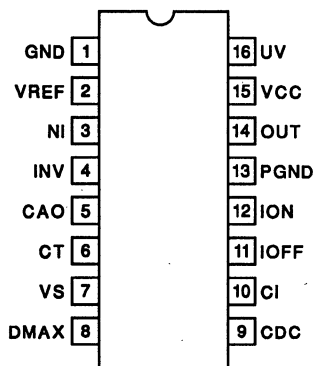 GND 1 16 UV
VREF 2 15 VCC
NI 3 14 OUT
INV 4 13 PGND
CAO 5 12 ION
CT 6 11 IOFF
VS 7 10 CI
DMAX 8 9 CDC